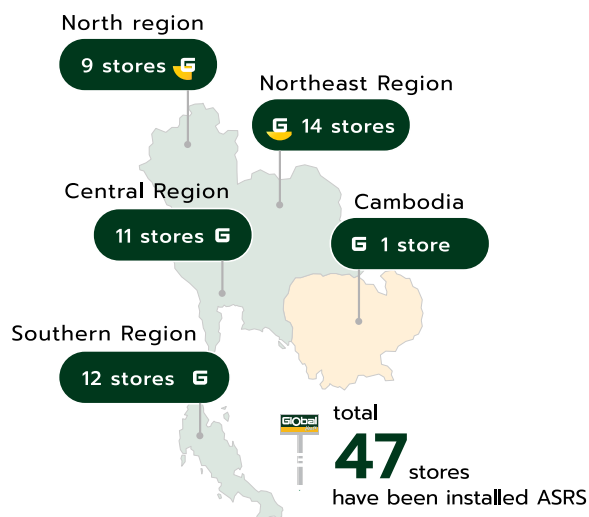 North region
9 stores G
Northeast Region
G 14 stores
Central Region
11 stores G
Cambodia
G 1 store
Southern Region
12 stores G
Global
total
47 stores
have been installed ASRS